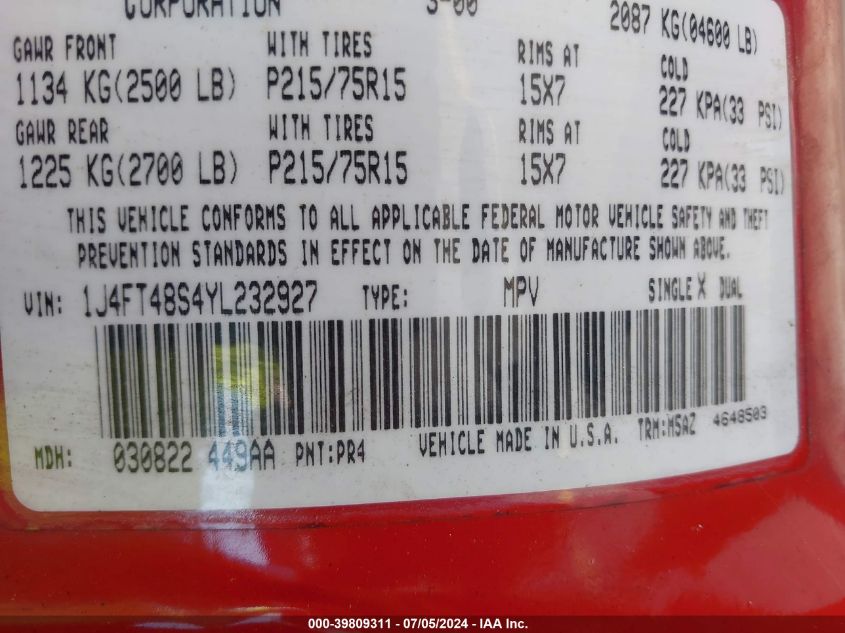 CORPORATION 3-00 2087 KG(04600 LB)
GAWR FRONT WITH TIRES RIMS AT COLD
1134 KG(2500 LB) P215/75R15 15X7 227 KPA(33 PSI)
GAWR REAR WITH TIRES RIMS AT COLD
1225 KG(2700 LB) P215/75R15 15X7 227 KPA(33 PSI)
THIS VEHICLE CONFORMS TO ALL APPLICABLE FEDERAL MOTOR VEHICLE SAFETY AND THEFT
PREVENTION STANDARDS IN EFFECT ON THE DATE OF MANUFACTURE SHOWN ABOVE.
VIN: 1J4FT48S4YL232927 TYPE: MPV SINGLE X DUAL
MDH: 030822 449AA PNT:PR4 VEHICLE MADE IN U.S.A. TRM:M5AZ 4648503
000-39809311 - 07/05/2024 - IAA Inc.